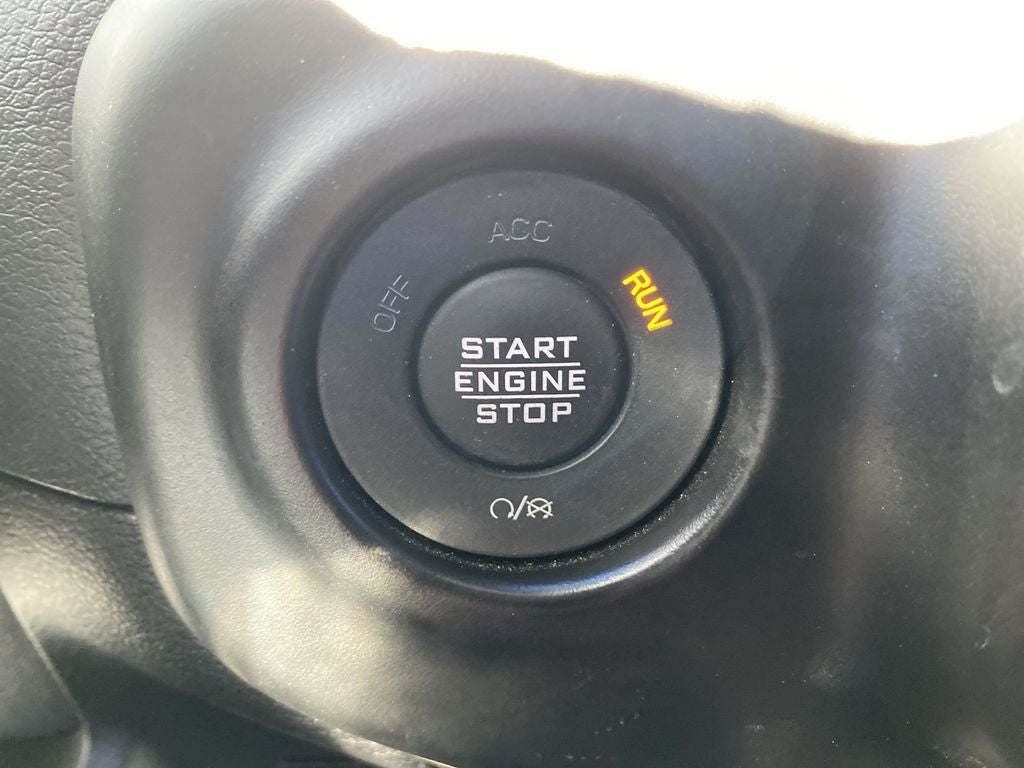 ACC
OFF
RUN
START
ENGINE
STOP